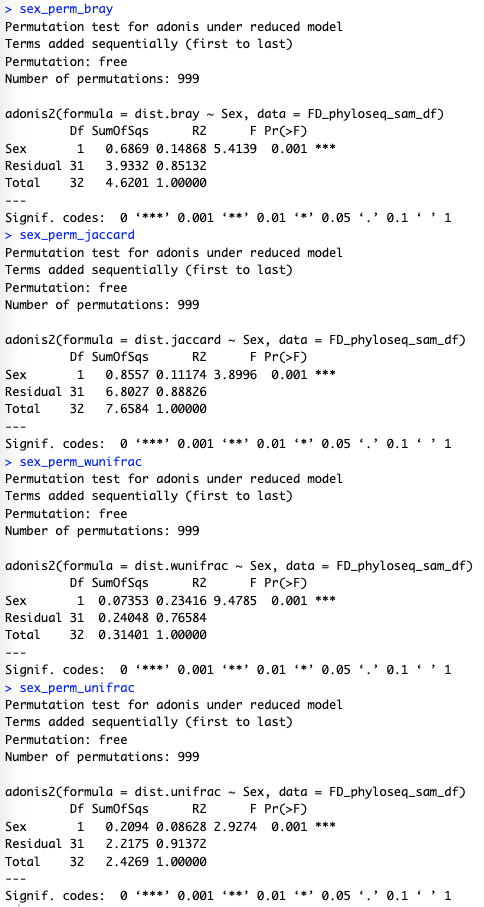 > sex_perm_bray
Permutation test for adonis under reduced model
Terms added sequentially (first to last)
Permutation: free
Number of permutations: 999

adonis2(formula = dist.bray ~ Sex, data = FD_phyloseq_sam_df)
         Df SumOfSqs      R2      F Pr(>F)
Sex       1   0.6869 0.14868 5.4139  0.001 ***
Residual 31   3.9332 0.85132
Total    32   4.6201 1.00000
---
Signif. codes:  0 ‘***’ 0.001 ‘**’ 0.01 ‘*’ 0.05 ‘.’ 0.1 ‘ ’ 1
> sex_perm_jaccard
Permutation test for adonis under reduced model
Terms added sequentially (first to last)
Permutation: free
Number of permutations: 999

adonis2(formula = dist.jaccard ~ Sex, data = FD_phyloseq_sam_df)
         Df SumOfSqs      R2      F Pr(>F)
Sex       1   0.8557 0.11174 3.8996  0.001 ***
Residual 31   6.8027 0.88826
Total    32   7.6584 1.00000
---
Signif. codes:  0 ‘***’ 0.001 ‘**’ 0.01 ‘*’ 0.05 ‘.’ 0.1 ‘ ’ 1
> sex_perm_wunifrac
Permutation test for adonis under reduced model
Terms added sequentially (first to last)
Permutation: free
Number of permutations: 999

adonis2(formula = dist.wunifrac ~ Sex, data = FD_phyloseq_sam_df)
         Df SumOfSqs      R2      F Pr(>F)
Sex       1  0.07353 0.23416 9.4785  0.001 ***
Residual 31  0.24048 0.76584
Total    32  0.31401 1.00000
---
Signif. codes:  0 ‘***’ 0.001 ‘**’ 0.01 ‘*’ 0.05 ‘.’ 0.1 ‘ ’ 1
> sex_perm_unifrac
Permutation test for adonis under reduced model
Terms added sequentially (first to last)
Permutation: free
Number of permutations: 999

adonis2(formula = dist.unifrac ~ Sex, data = FD_phyloseq_sam_df)
         Df SumOfSqs      R2      F Pr(>F)
Sex       1   0.2094 0.08628 2.9274  0.001 ***
Residual 31   2.2175 0.91372
Total    32   2.4269 1.00000
---
Signif. codes:  0 ‘***’ 0.001 ‘**’ 0.01 ‘*’ 0.05 ‘.’ 0.1 ‘ ’ 1